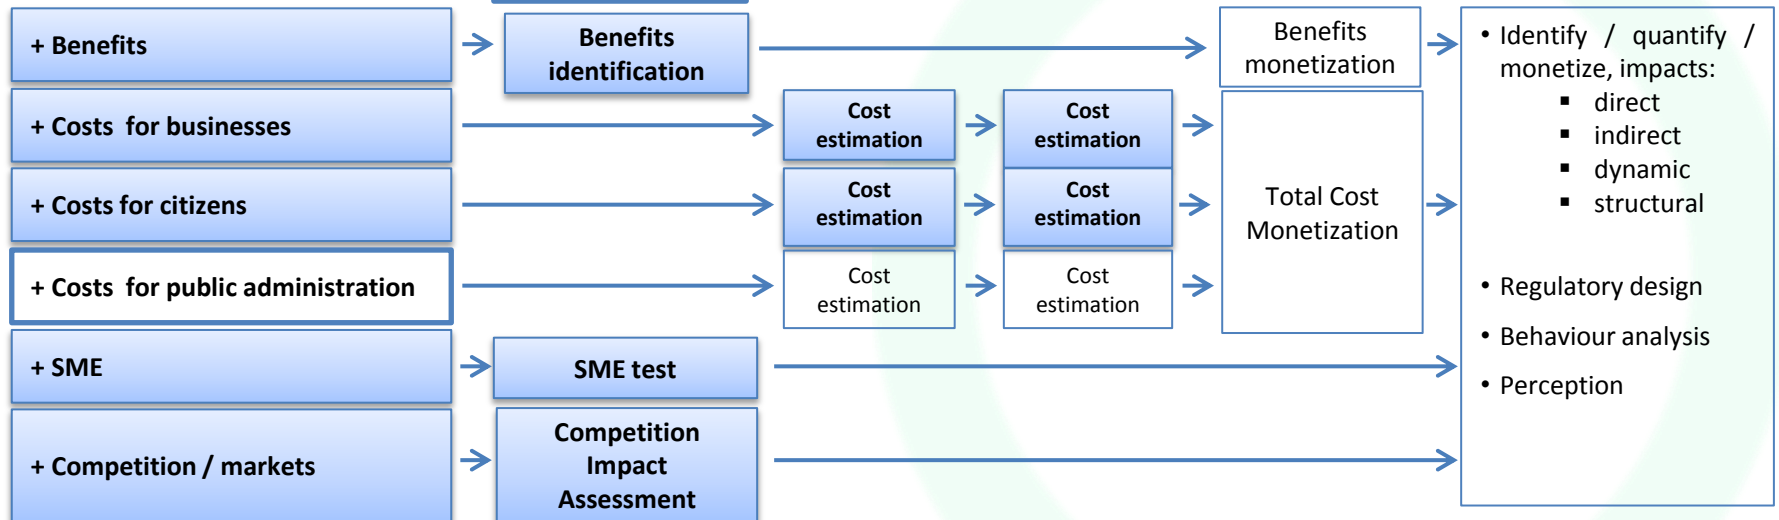 + Benefits
Benefits
identification
Benefits
monetization
+ Costs for businesses
Cost
estimation
Cost
estimation
+ Costs for citizens
Cost
estimation
Cost
estimation
+ Costs for public administration
Cost
estimation
Cost
estimation
Total Cost
Monetization
+ SME
SME test
+ Competition / markets
Competition
Impact
Assessment
• Identify / quantify /
monetize, impacts:
▪ direct
▪ indirect
▪ dynamic
▪ structural
• Regulatory design
• Behaviour analysis
• Perception